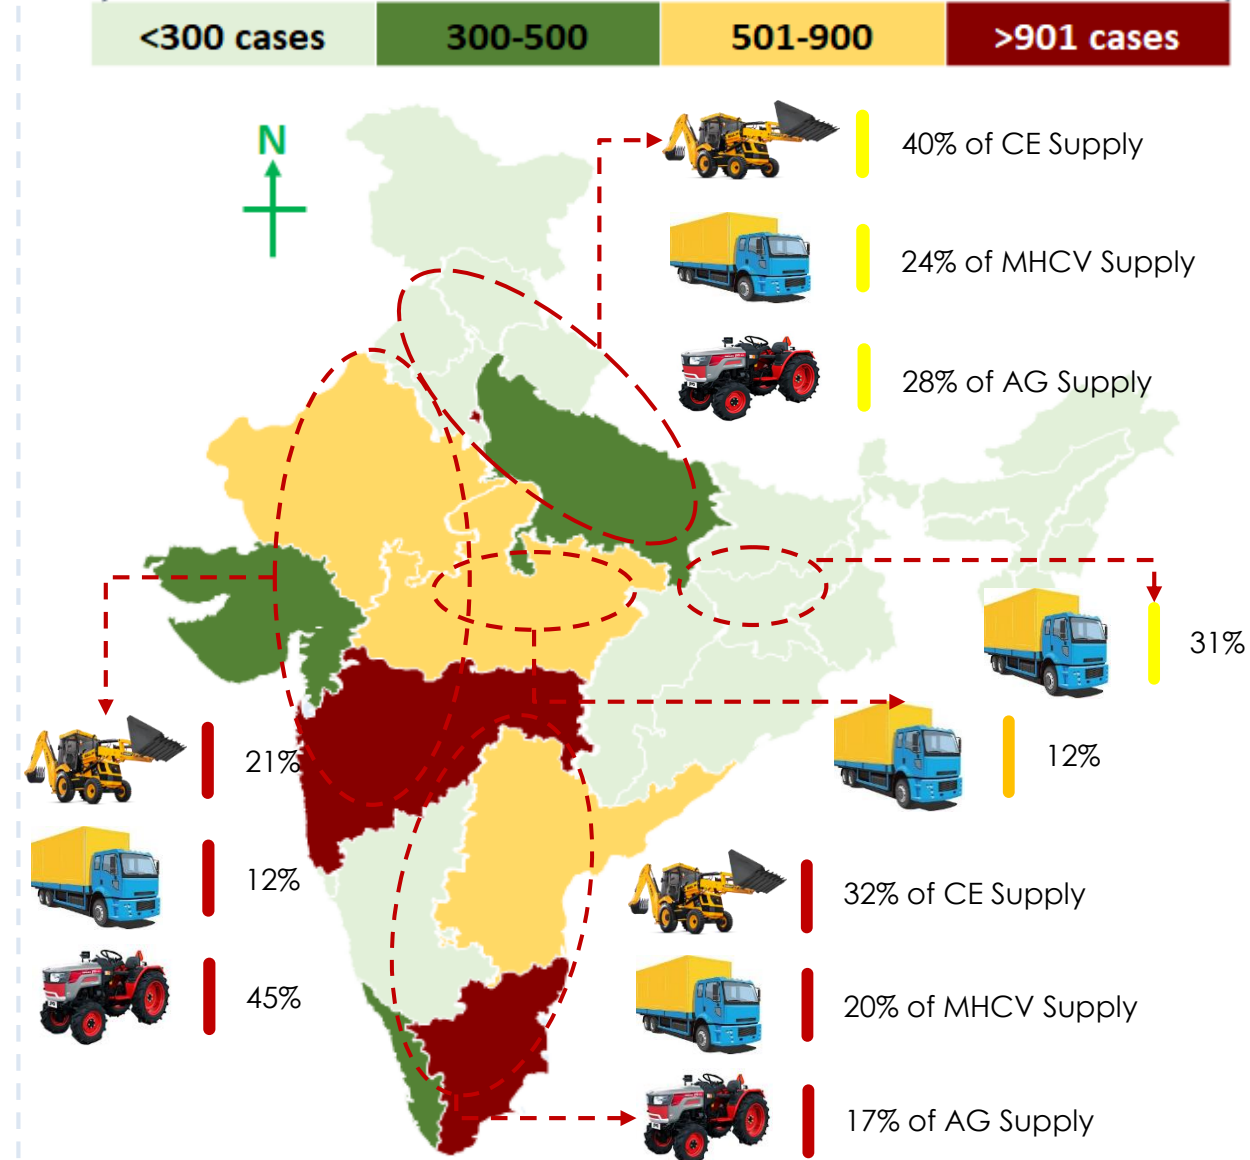 <300 cases
300-500
501-900
>901 cases
N
40% of CE Supply
24% of MHCV Supply
28% of AG Supply
31%
12%
21%
12%
45%
32% of CE Supply
20% of MHCV Supply
17% of AG Supply